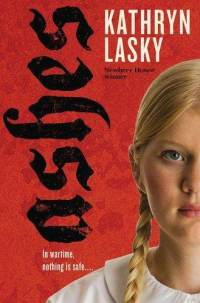 KATHRYN
LASKY
Newbery Honor
winner
ashes
In wartime,
nothing is safe....